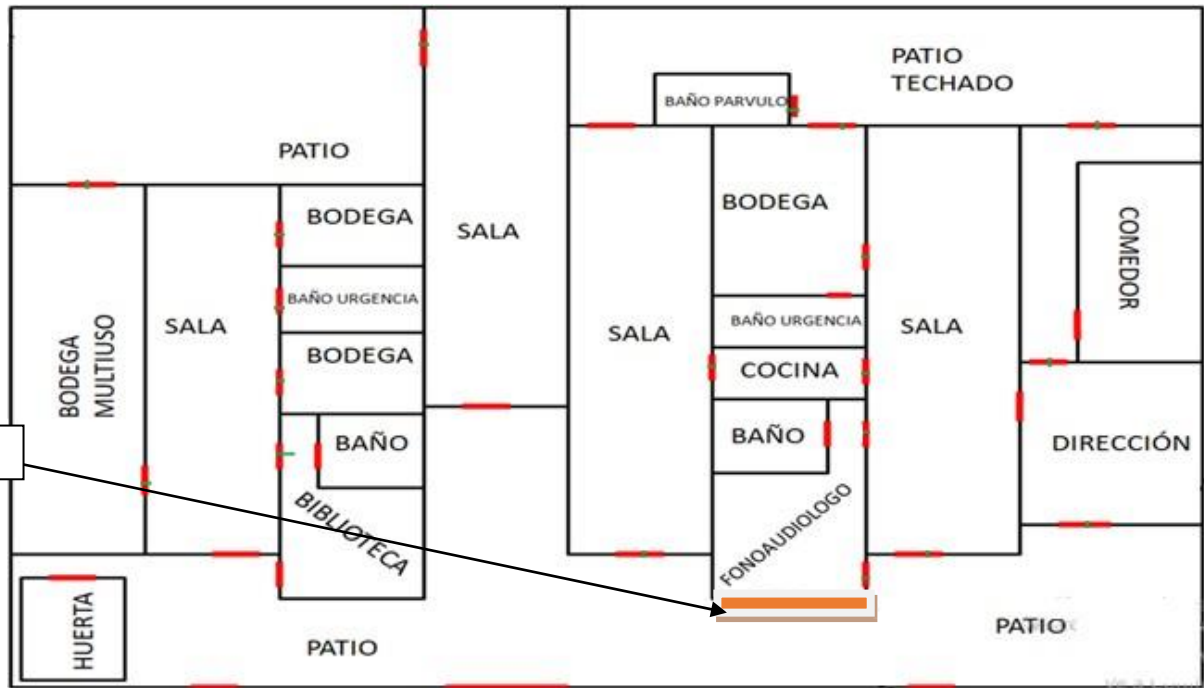 PATIO
TECHADO
BAÑO PARVULO
PATIO
BODEGA
BODEGA
SALA
COMEDOR
BAÑO URGENCIA
BAÑO URGENCIA
SALA
SALA
SALA
BODEGA
MULTIUSO
BODEGA
COCINA
BAÑO
BAÑO
DIRECCIÓN
BIBLIOTECA
FONOAUDIOLOGO
HUERTA
PATIO
PATIO